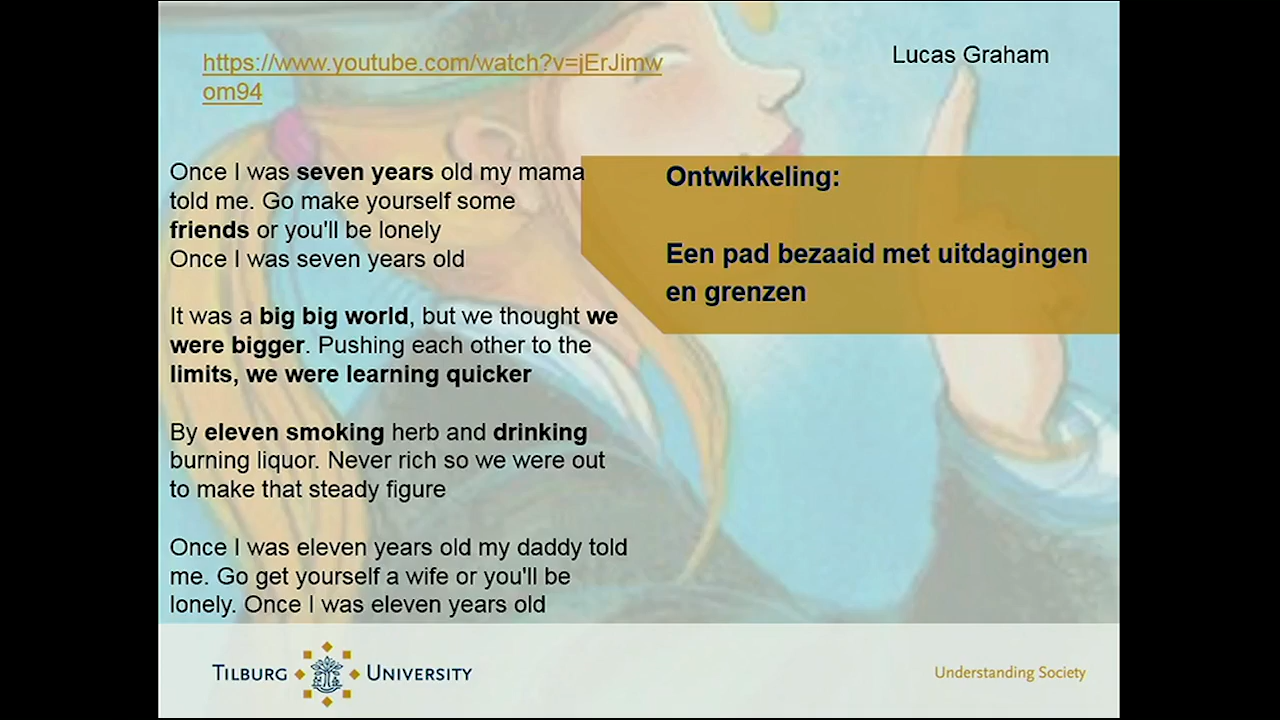 https://www.youtube.com/watch?v=jErJimw
om94
Lucas Graham
Once I was seven years old my mama
told me. Go make yourself some
friends or you'll be lonely
Once I was seven years old
It was a big big world, but we thought we
were bigger. Pushing each other to the
limits, we were learning quicker
By eleven smoking herb and drinking
burning liquor. Never rich so we were out
to make that steady figure
Once I was eleven years old my daddy told
me. Go get yourself a wife or you'll be
lonely. Once I was eleven years old
Ontwikkeling:
Een pad bezaaid met uitdagingen
en grenzen
TILBURG UNIVERSITY
Understanding Society